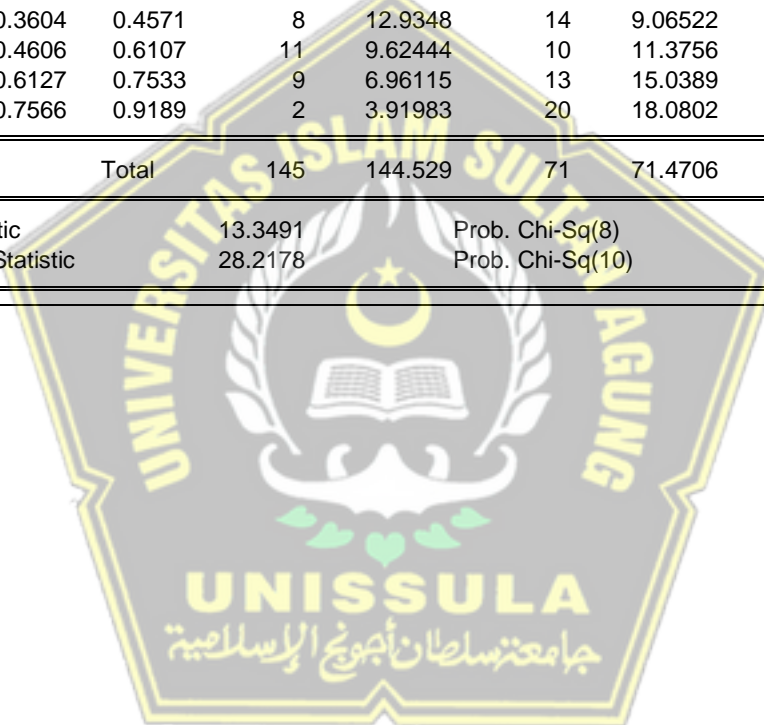 0.3604 0.4571 8 12.9348 14 9.06522
0.4606 0.6107 11 9.62444 10 11.3756
0.6127 0.7533 9 6.96115 13 15.0389
0.7566 0.9189 2 3.91983 20 18.0802
Total 145 144.529 71 71.4706
tic 13.3491 Prob. Chi-Sq(8)
Statistic 28.2178 Prob. Chi-Sq(10)
UNIVERSITAS ISLAM SULTAN AGUNG
UNISSULA
جامعة سلطان أجونج الإسلامية